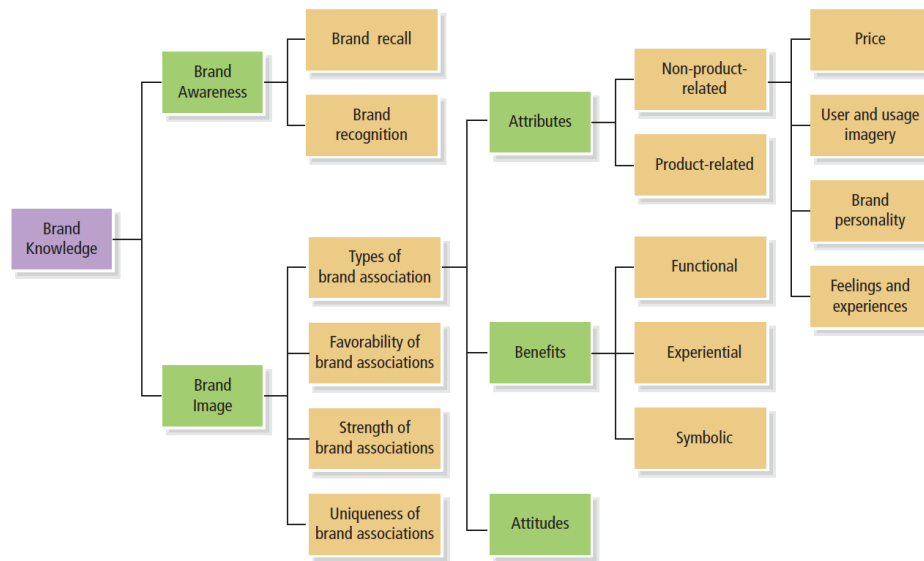 Brand
Knowledge
Brand
Awareness
Brand recall
Brand
recognition
Brand
Image
Types of
brand association
Favorability of
brand associations
Strength of
brand associations
Uniqueness of
brand associations
Attributes
Non-product-
related
Price
User and usage
imagery
Brand
personality
Feelings and
experiences
Product-related
Benefits
Functional
Experiential
Symbolic
Attitudes